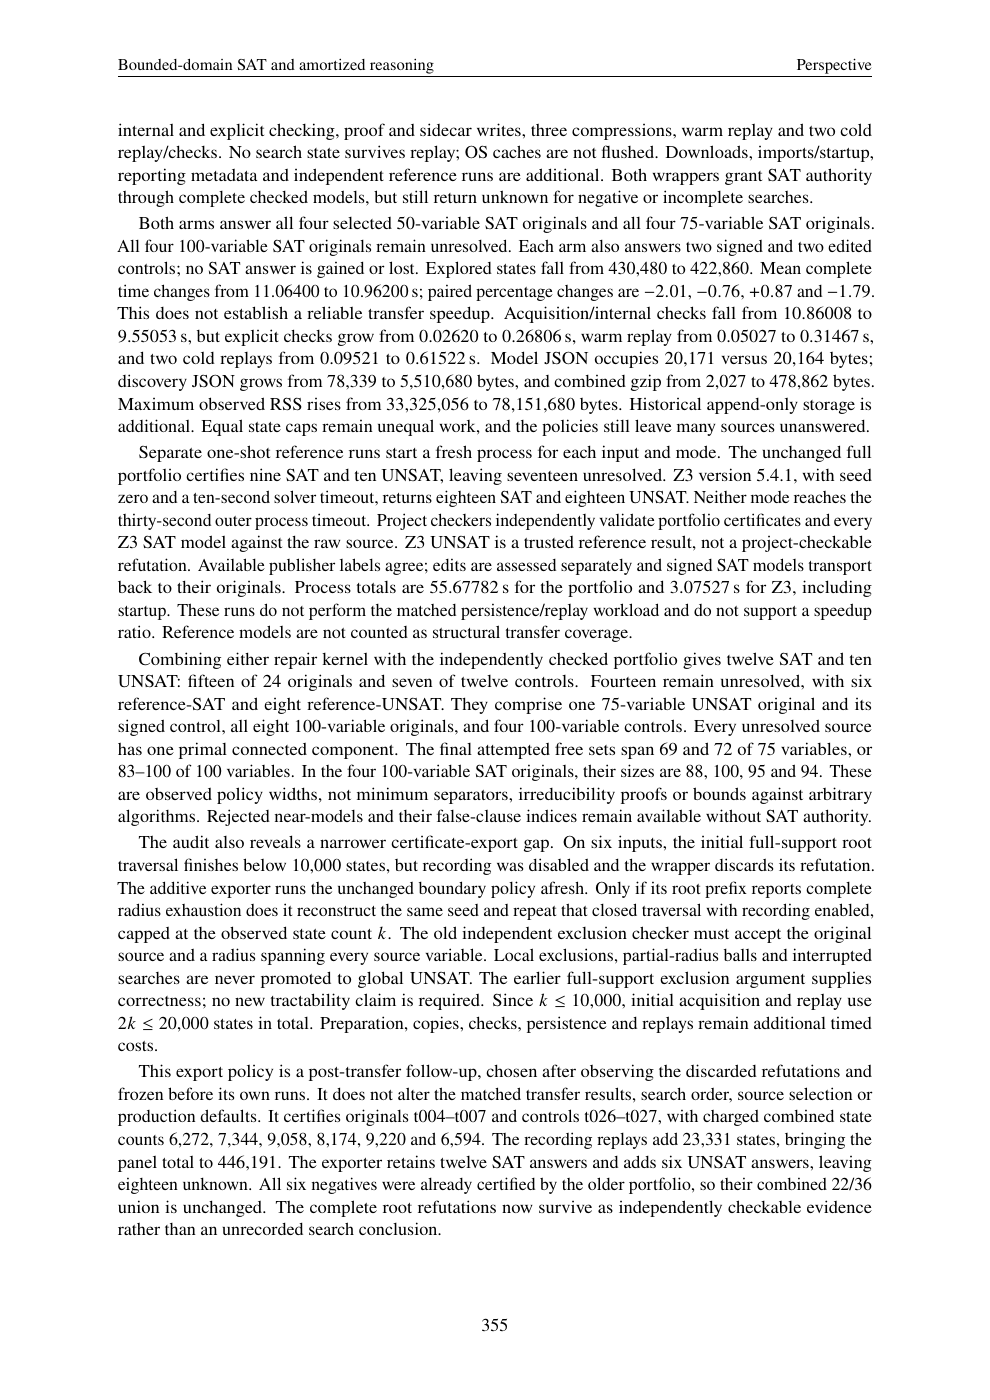 Bounded-domain SAT and amortized reasoning Perspective
internal and explicit checking, proof and sidecar writes, three compressions, warm replay and two cold
replay/checks. No search state survives replay; OS caches are not flushed. Downloads, imports/startup,
reporting metadata and independent reference runs are additional. Both wrappers grant SAT authority
through complete checked models, but still return unknown for negative or incomplete searches.
Both arms answer all four selected 50-variable SAT originals and all four 75-variable SAT originals.
All four 100-variable SAT originals remain unresolved. Each arm also answers two signed and two edited
controls; no SAT answer is gained or lost. Explored states fall from 430,480 to 422,860. Mean complete
time changes from 11.06400 to 10.96200 s; paired percentage changes are −2.01, −0.76, +0.87 and −1.79.
This does not establish a reliable transfer speedup. Acquisition/internal checks fall from 10.86008 to
9.55053 s, but explicit checks grow from 0.02620 to 0.26806 s, warm replay from 0.05027 to 0.31467 s,
and two cold replays from 0.09521 to 0.61522 s. Model JSON occupies 20,171 versus 20,164 bytes;
discovery JSON grows from 78,339 to 5,510,680 bytes, and combined gzip from 2,027 to 478,862 bytes.
Maximum observed RSS rises from 33,325,056 to 78,151,680 bytes. Historical append-only storage is
additional. Equal state caps remain unequal work, and the policies still leave many sources unanswered.
Separate one-shot reference runs start a fresh process for each input and mode. The unchanged full
portfolio certifies nine SAT and ten UNSAT, leaving seventeen unresolved. Z3 version 5.4.1, with seed
zero and a ten-second solver timeout, returns eighteen SAT and eighteen UNSAT. Neither mode reaches the
thirty-second outer process timeout. Project checkers independently validate portfolio certificates and every
Z3 SAT model against the raw source. Z3 UNSAT is a trusted reference result, not a project-checkable
refutation. Available publisher labels agree; edits are assessed separately and signed SAT models transport
back to their originals. Process totals are 55.67782 s for the portfolio and 3.07527 s for Z3, including
startup. These runs do not perform the matched persistence/replay workload and do not support a speedup
ratio. Reference models are not counted as structural transfer coverage.
Combining either repair kernel with the independently checked portfolio gives twelve SAT and ten
UNSAT: fifteen of 24 originals and seven of twelve controls. Fourteen remain unresolved, with six
reference-SAT and eight reference-UNSAT. They comprise one 75-variable UNSAT original and its
signed control, all eight 100-variable originals, and four 100-variable controls. Every unresolved source
has one primal connected component. The final attempted free sets span 69 and 72 of 75 variables, or
83–100 of 100 variables. In the four 100-variable SAT originals, their sizes are 88, 100, 95 and 94. These
are observed policy widths, not minimum separators, irreducibility proofs or bounds against arbitrary
algorithms. Rejected near-models and their false-clause indices remain available without SAT authority.
The audit also reveals a narrower certificate-export gap. On six inputs, the initial full-support root
traversal finishes below 10,000 states, but recording was disabled and the wrapper discards its refutation.
The additive exporter runs the unchanged boundary policy afresh. Only if its root prefix reports complete
radius exhaustion does it reconstruct the same seed and repeat that closed traversal with recording enabled,
capped at the observed state count k. The old independent exclusion checker must accept the original
source and a radius spanning every source variable. Local exclusions, partial-radius balls and interrupted
searches are never promoted to global UNSAT. The earlier full-support exclusion argument supplies
correctness; no new tractability claim is required. Since k ≤ 10,000, initial acquisition and replay use
2k ≤ 20,000 states in total. Preparation, copies, checks, persistence and replays remain additional timed
costs.
This export policy is a post-transfer follow-up, chosen after observing the discarded refutations and
frozen before its own runs. It does not alter the matched transfer results, search order, source selection or
production defaults. It certifies originals t004–t007 and controls t026–t027, with charged combined state
counts 6,272, 7,344, 9,058, 8,174, 9,220 and 6,594. The recording replays add 23,331 states, bringing the
panel total to 446,191. The exporter retains twelve SAT answers and adds six UNSAT answers, leaving
eighteen unknown. All six negatives were already certified by the older portfolio, so their combined 22/36
union is unchanged. The complete root refutations now survive as independently checkable evidence
rather than an unrecorded search conclusion.
355